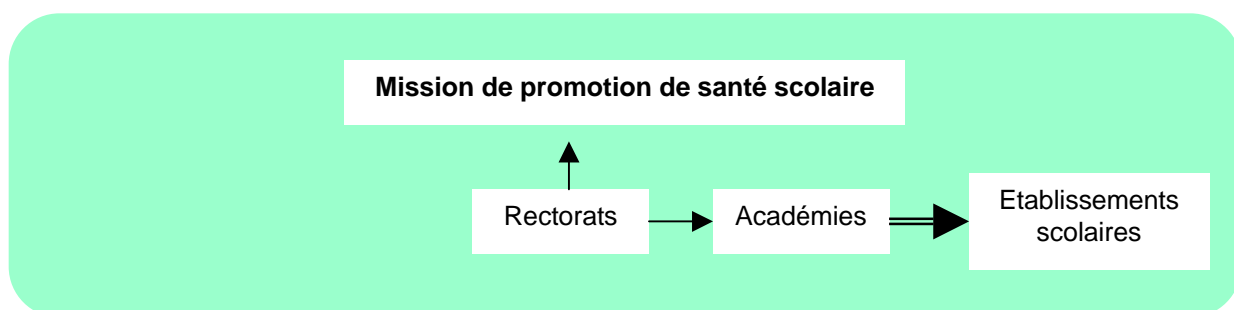 Mission de promotion de santé scolaire
Rectorats
Académies
Etablissements
scolaires